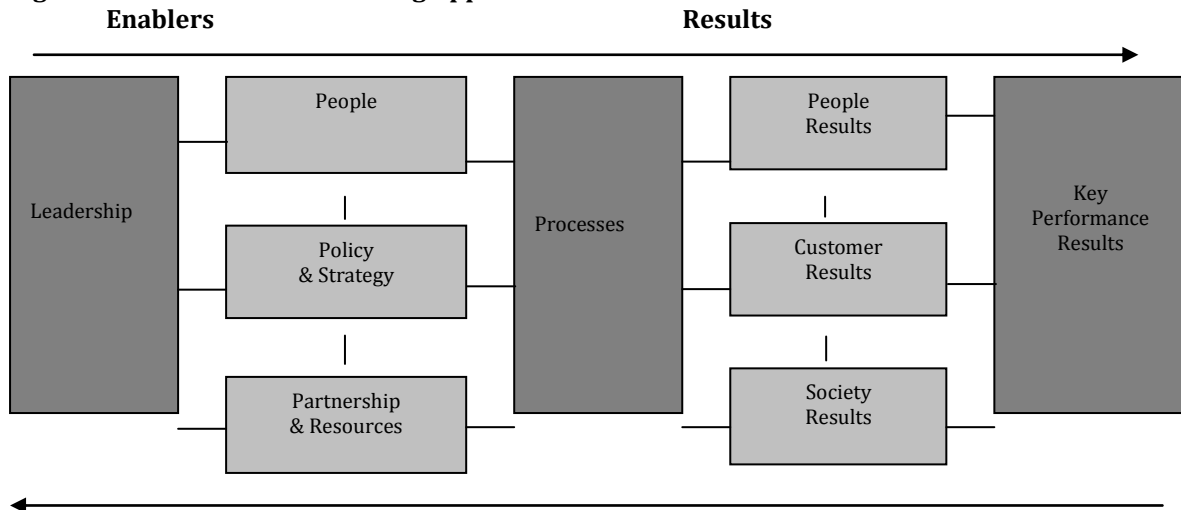 Enablers
Results
People
People
Results
Leadership
Policy
& Strategy
Processes
Customer
Results
Key
Performance
Results
Partnership
& Resources
Society
Results